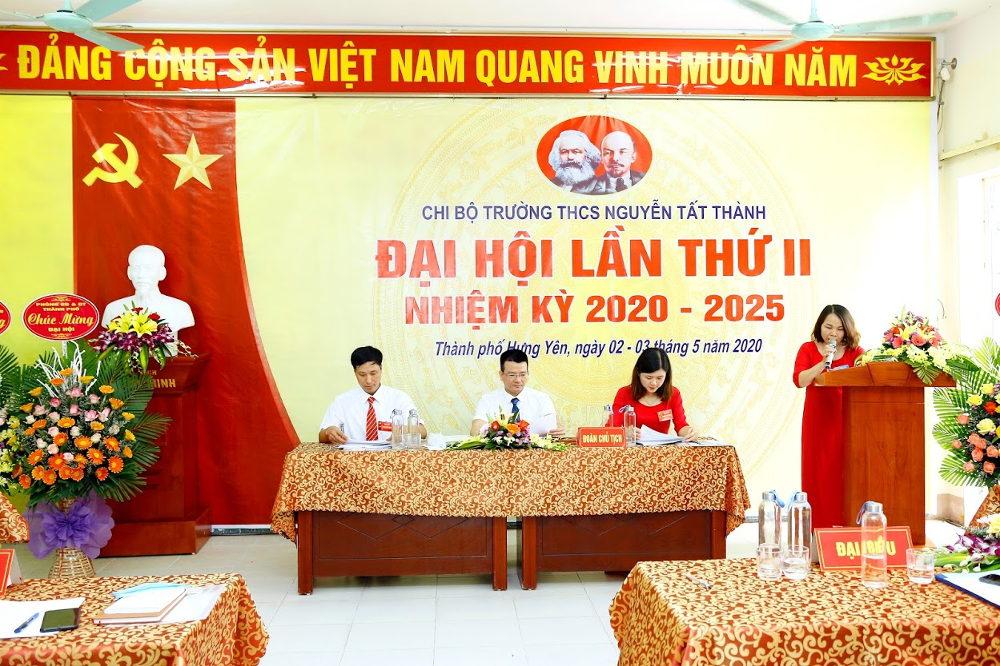 ĐẢNG CỘNG SẢN VIỆT NAM QUANG VINH MUÔN NĂM
CHI BỘ TRƯỜNG THCS NGUYỄN TẤT THÀNH
ĐẠI HỘI LẦN THỨ II
NHIỆM KỲ 2020 - 2025
Thành phố Hưng Yên, ngày 02 - 03 tháng 5 năm 2020
PHÒNG GD & ĐT
THÀNH PHỐ
Chúc Mừng
ĐẠI HỘI
ĐOÀN CHỦ TỊCH
ĐẠI BIỂU